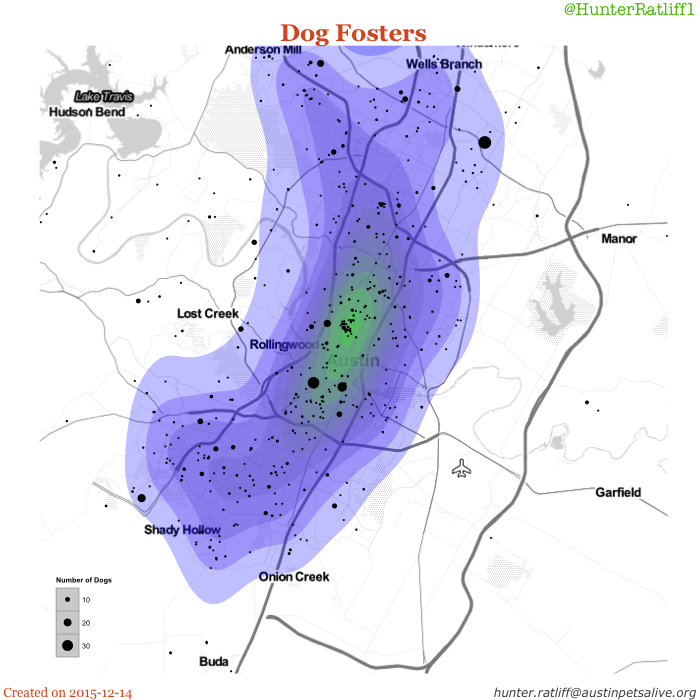 @HunterRatliff1
Dog Fosters
Anderson Mill
Wells Branch
Lake Travis
Hudson Bend
Manor
Lost Creek
Rollingwood
Austin
Garfield
Shady Hollow
Onion Creek
Number of Dogs
10
20
30
Buda
Created on 2015-12-14
hunter.ratliff@austinpetsalive.org